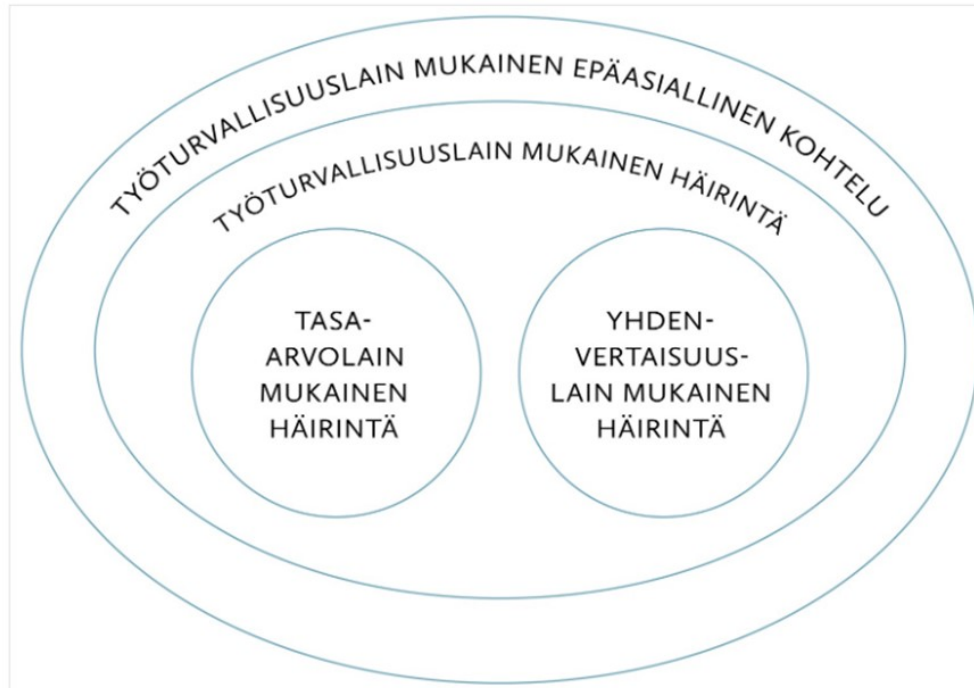 TYÖTURVALLISUUSLAIN MUKAINEN EPÄASIALLINEN KOHTELU
TYÖTURVALLISUUSLAIN MUKAINEN HÄIRINTÄ
TASA-
ARVOLAIN
MUKAINEN
HÄIRINTÄ
YHDEN-
VERTAISUUS-
LAIN MUKAINEN
HÄIRINTÄ